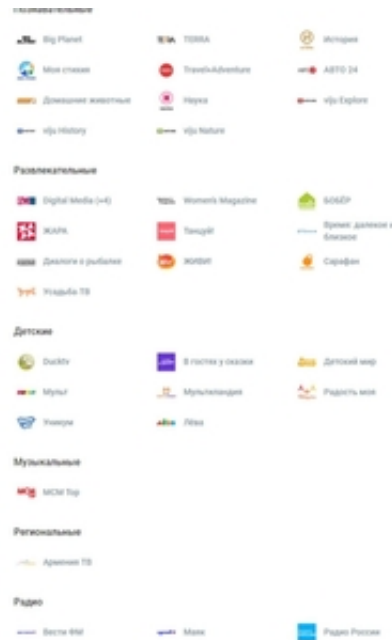 Познавательные
Big Planet
TERRA
История
Моя стихия
Travel+Adventure
АВТО 24
Домашние животные
Наука
viju Explore
viju History
viju Nature
Развлекательные
Digital Media (+4)
Women's Magazine
БОБЁР
ЖАРА
Танцуй!
Время: далекое и
близкое
Диалоги о рыбалке
ЖИВИ!
Сарафан
Усадьба ТВ
Детские
Ducktv
В гостях у сказки
Детский мир
Мульт
Мультиландия
Радость моя
Уникум
Лёва
Музыкальные
MCM Top
Региональные
Армения ТВ
Радио
Вести ФМ
Маяк
Радио России